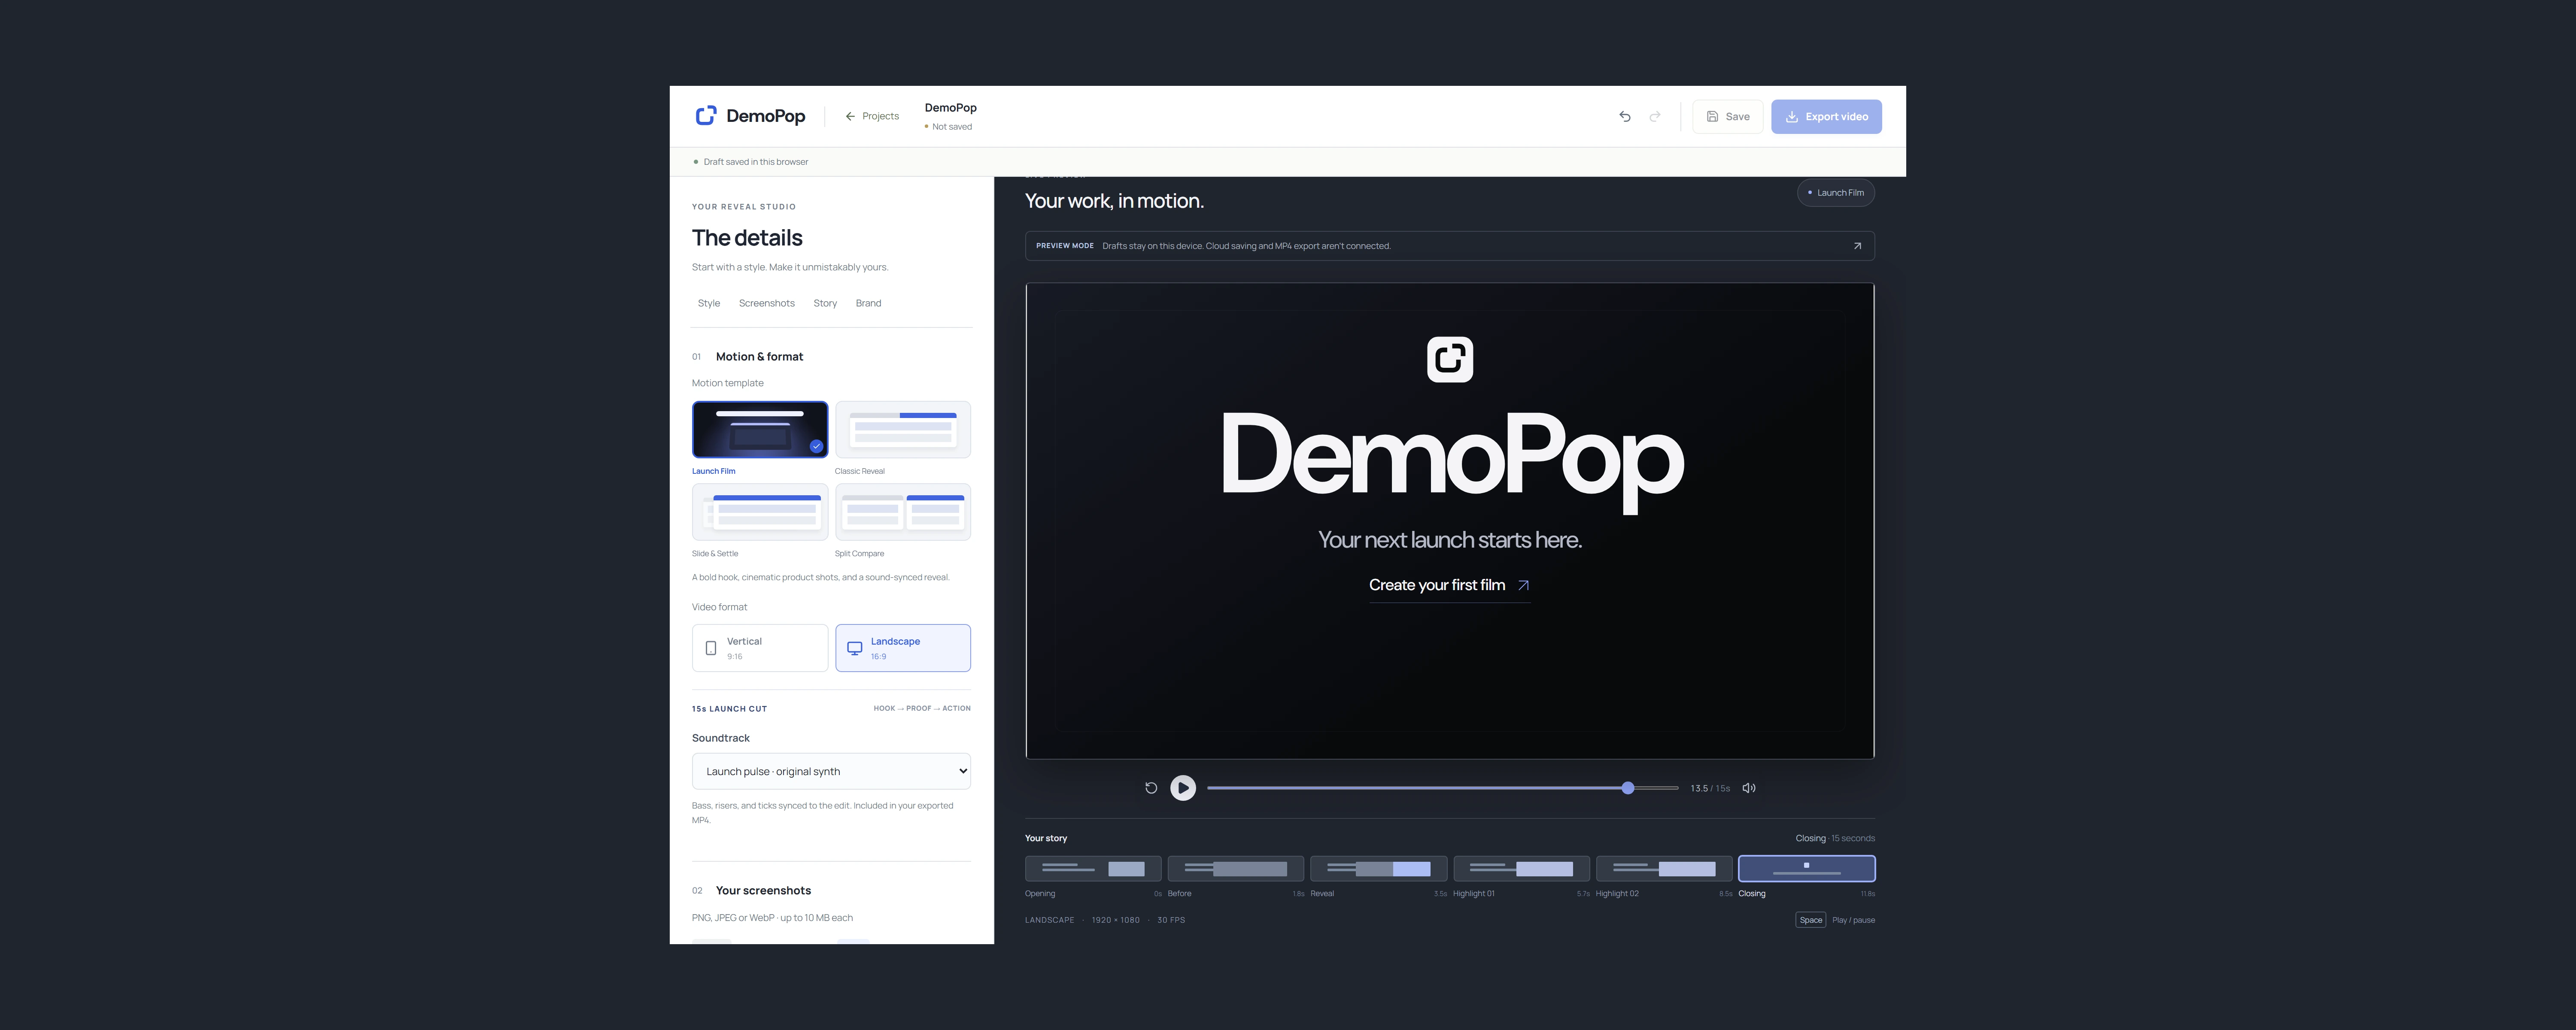 DemoPop
Projects
DemoPop
Not saved
Save
Export video
Draft saved in this browser
YOUR REVEAL STUDIO
The details
Start with a style. Make it unmistakably yours.
Style Screenshots Story Brand
01 Motion & format
Motion template
Launch Film
Classic Reveal
Slide & Settle
Split Compare
A bold hook, cinematic product shots, and a sound-synced reveal.
Video format
Vertical
9:16
Landscape
16:9
15s LAUNCH CUT
HOOK → PROOF → ACTION
Soundtrack
Launch pulse · original synth
Bass, risers, and ticks synced to the edit. Included in your exported
MP4.
02 Your screenshots
PNG, JPEG or WebP · up to 10 MB each
Your work, in motion.
Launch Film
PREVIEW MODE Drafts stay on this device. Cloud saving and MP4 export aren't connected.
DemoPop
Your next launch starts here.
Create your first film
13.5 / 15s
Your story
Closing · 15 seconds
Opening 0s
Before 1.8s
Reveal 3.5s
Highlight 01 5.7s
Highlight 02 8.5s
Closing 11.8s
LANDSCAPE · 1920 × 1080 · 30 FPS
Space Play / pause